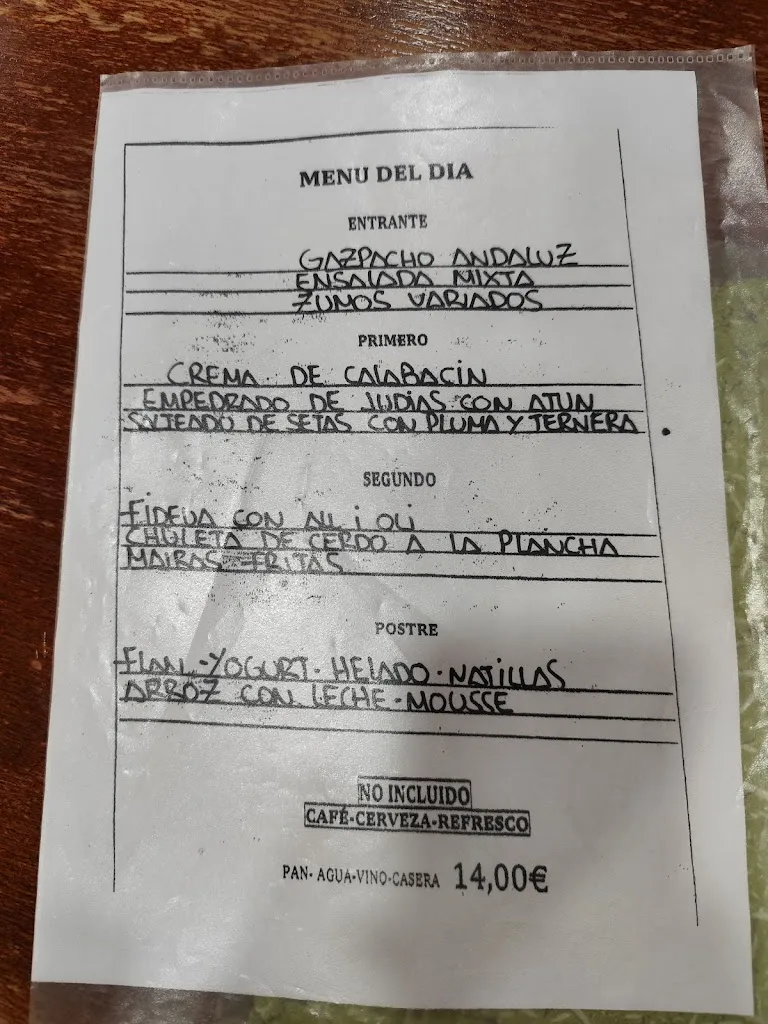 MENU DEL DIA
ENTRANTE
GAZPACHO ANDALUZ
ENSALADA MIXTA
ZUMOS VARIADOS
PRIMERO
CREMA DE CALABACIN
EMPEDRADO DE JUDIAS CON ATUN
SALTEADO DE SETAS CON PLUMA Y TERNERA
SEGUNDO
FIDEUA CON ALL i OLI
CHULETA DE CERDO A LA PLANCHA
MAIRAS FRITAS
POSTRE
FLAN - YOGURT - HELADO - NATILLAS
ARROZ CON LECHE - MOUSSE
NO INCLUIDO
CAFÉ-CERVEZA-REFRESCO
PAN- AGUA-VINO-CASERA 14,00€